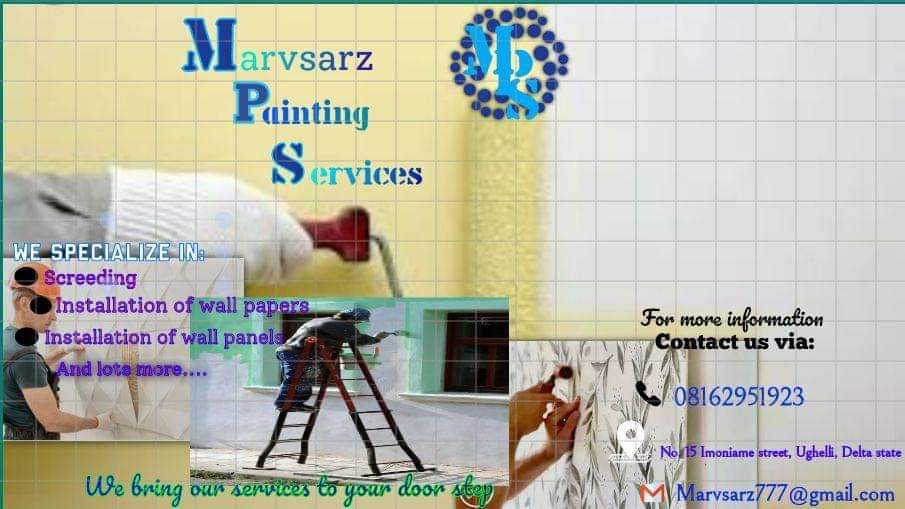 Marvsarz
Painting
Services
MPS
WE SPECIALIZE IN:
Screeding
Installation of wall papers
Installation of wall panels
And lots more....
For more information
Contact us via:
08162951923
No. 15 Imoniame street, Ughelli, Delta state
Marvsarz777@gmail.com
We bring our services to your door step